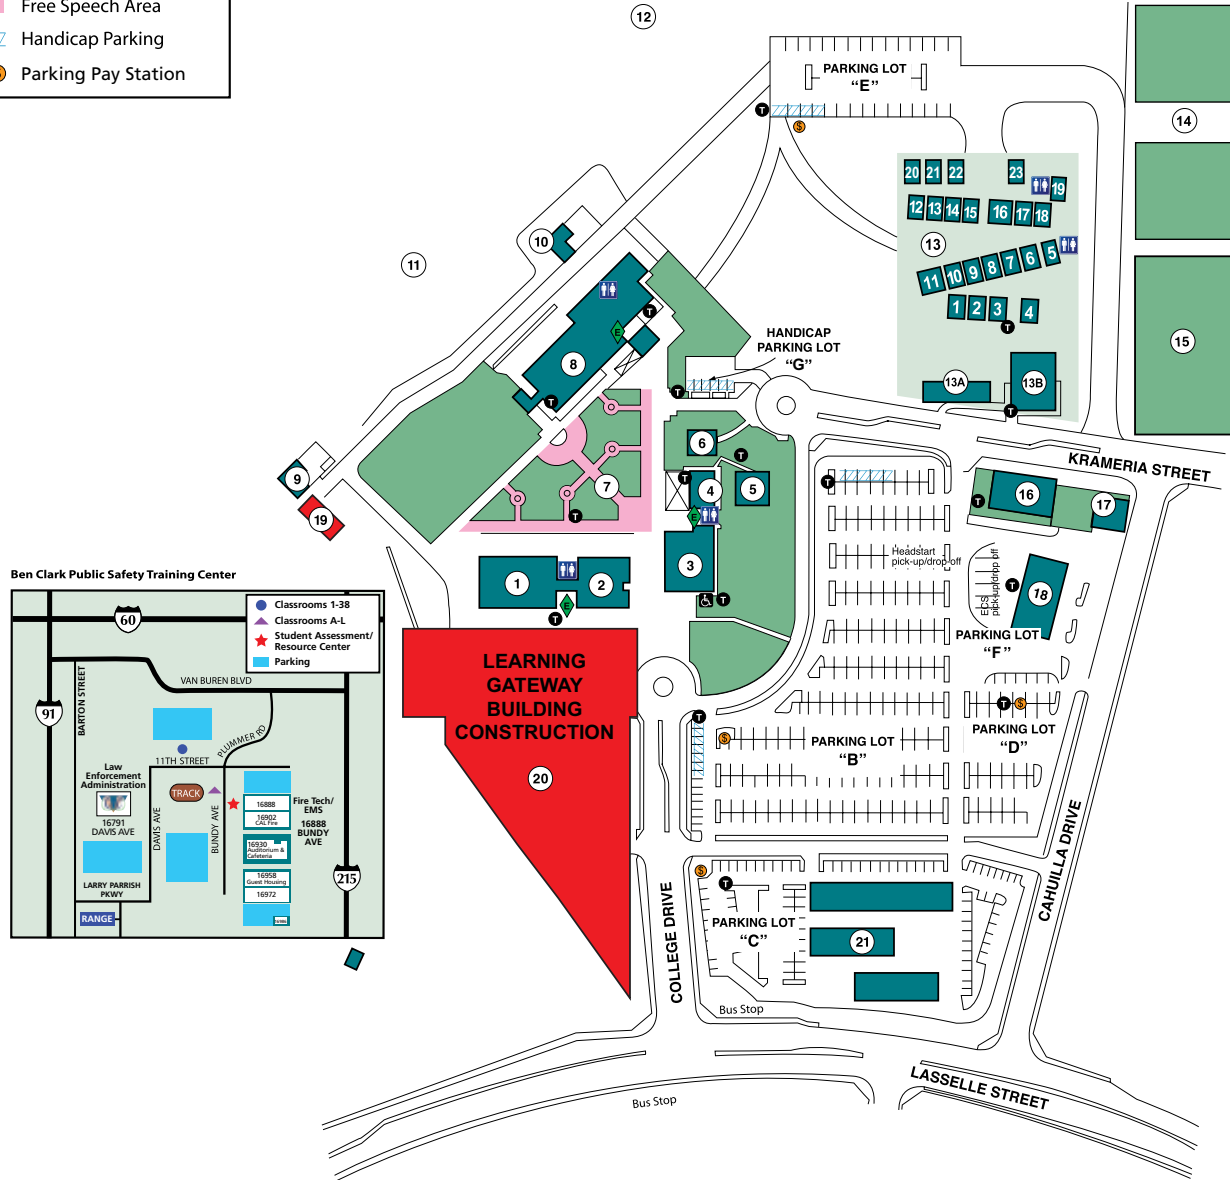 Free Speech Area
Handicap Parking
$ Parking Pay Station
12
PARKING LOT
“E”
T
$
14
20 21 22 23 19
12 13 14 15 16 17 18
10
13
11
11 10 9 8 7 6 5
1 2 3 4
T
T
E
8
HANDICAP
PARKING LOT
“G”
15
13A
13B
T
T
T
6
T
KRAMERIA STREET
9
7
T
4
5
T
16
17
T
19
T
E
Headstart
pick-up/drop-off
3
ECS
pick-up/drop off
T
18
1
2
E
T
T
PARKING LOT
“F”
LEARNING
GATEWAY
BUILDING
CONSTRUCTION
20
T
$
T
$
PARKING LOT
“B”
PARKING LOT
“D”
$
T
PARKING LOT
“C”
21
COLLEGE DRIVE
CAHUILLA DRIVE
Bus Stop
LASSELLE STREET
Bus Stop
Ben Clark Public Safety Training Center
60
Classrooms 1-38
Classrooms A-L
Student Assessment/
Resource Center
Parking
VAN BUREN BLVD
BARTON STREET
91
PLUMMER RD
11TH STREET
Law
Enforcement
Administration
16791
DAVIS AVE
TRACK
DAVIS AVE
BUNDY AVE
16888
16902
CAL Fire
Fire Tech/
EMS
16888
BUNDY
AVE
16930
Auditorium &
Cafeteria
16958
Guest Housing
16972
215
LARRY PARRISH
PKWY
RANGE